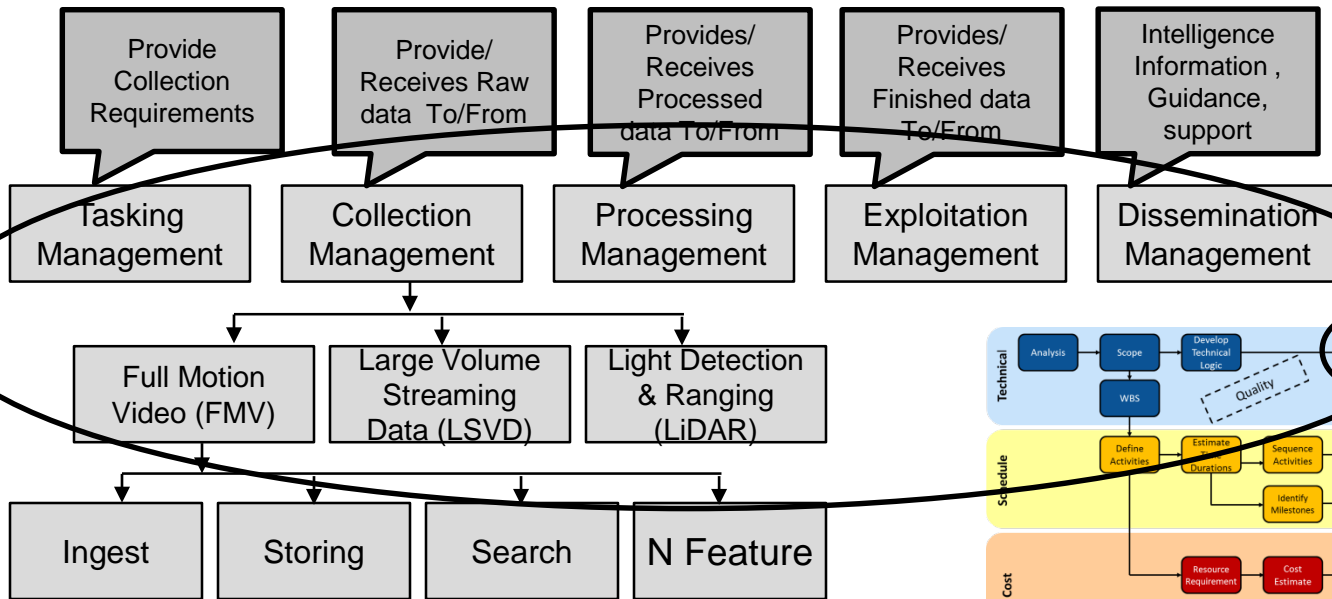 Provide
Collection
Requirements
Provide/
Receives Raw
data To/From
Provides/
Receives
Processed
data To/From
Provides/
Receives
Finished data
To/From
Intelligence
Information ,
Guidance,
support
Tasking
Management
Collection
Management
Processing
Management
Exploitation
Management
Dissemination
Management
Full Motion
Video (FMV)
Large Volume
Streaming
Data (LSVD)
Light Detection
& Ranging
(LiDAR)
Ingest
Storing
Search
N Feature
Technical
Analysis
Scope
Develop
Technical
Logic
WBS
Quality
Schedule
Define
Activities
Estimate
Time
Durations
Sequence
Activities
Identify
Milestones
Cost
Resource
Requirement
Cost
Estimate